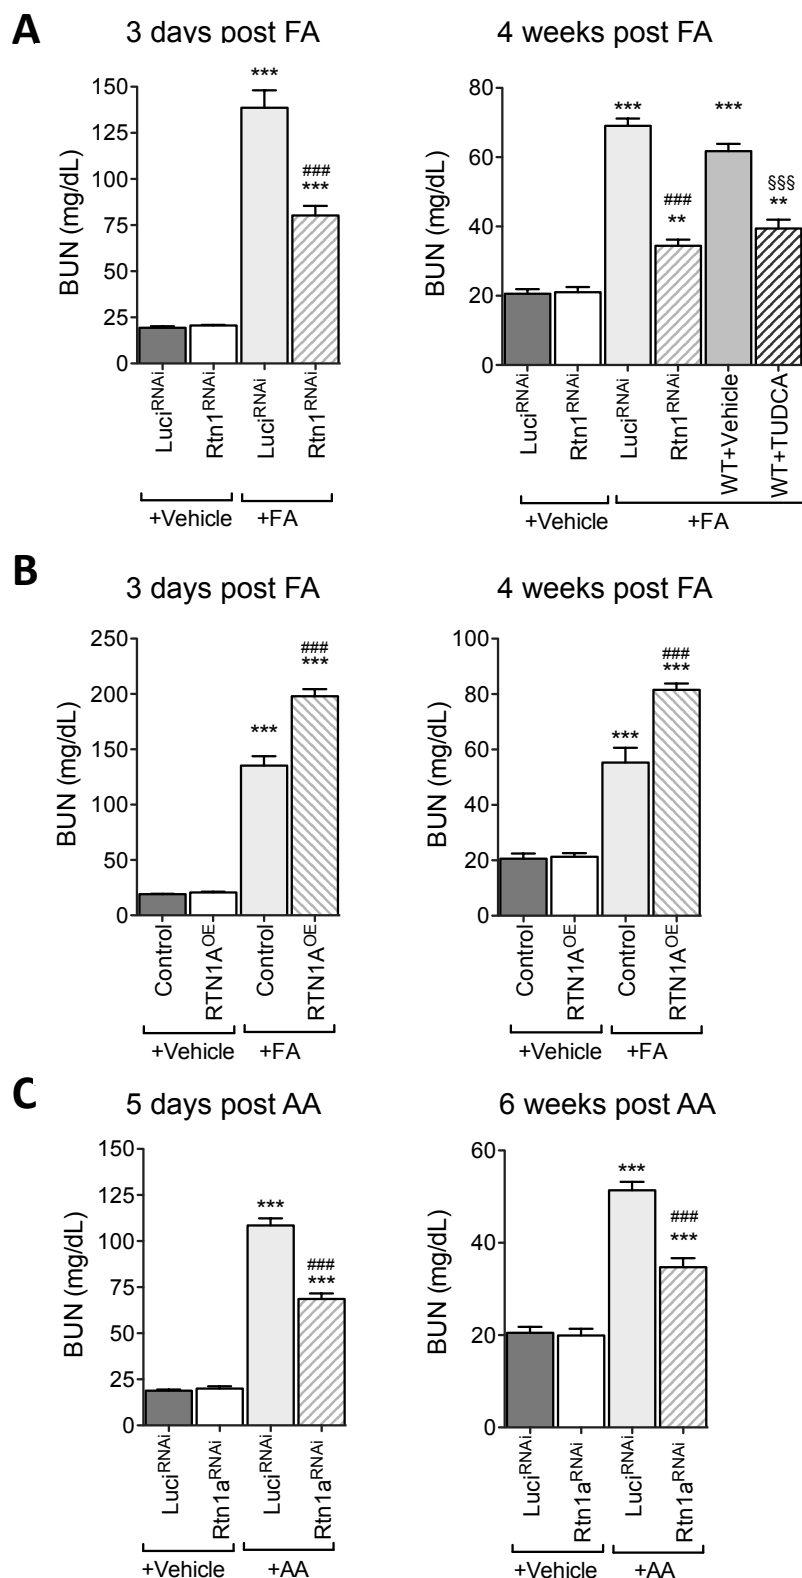 A
3 days post FA
4 weeks post FA
BUN (mg/dL)
150
125
100
75
50
25
0
***
###
***
Luci^RNAi
Rtn1^RNAi
Luci^RNAi
Rtn1^RNAi
+Vehicle
+FA
BUN (mg/dL)
80
60
40
20
0
***
###
**
***
§§§
**
Luci^RNAi
Rtn1^RNAi
Luci^RNAi
Rtn1^RNAi
WT+Vehicle
WT+TUDCA
+Vehicle
+FA
B
3 days post FA
4 weeks post FA
BUN (mg/dL)
250
200
150
100
50
0
***
###
***
Control
RTN1A^OE
Control
RTN1A^OE
+Vehicle
+FA
BUN (mg/dL)
100
80
60
40
20
0
***
###
***
Control
RTN1A^OE
Control
RTN1A^OE
+Vehicle
+FA
C
5 days post AA
6 weeks post AA
BUN (mg/dL)
150
125
100
75
50
25
0
***
###
***
Luci^RNAi
Rtn1a^RNAi
Luci^RNAi
Rtn1a^RNAi
+Vehicle
+AA
BUN (mg/dL)
60
40
20
0
***
###
***
Luci^RNAi
Rtn1a^RNAi
Luci^RNAi
Rtn1a^RNAi
+Vehicle
+AA